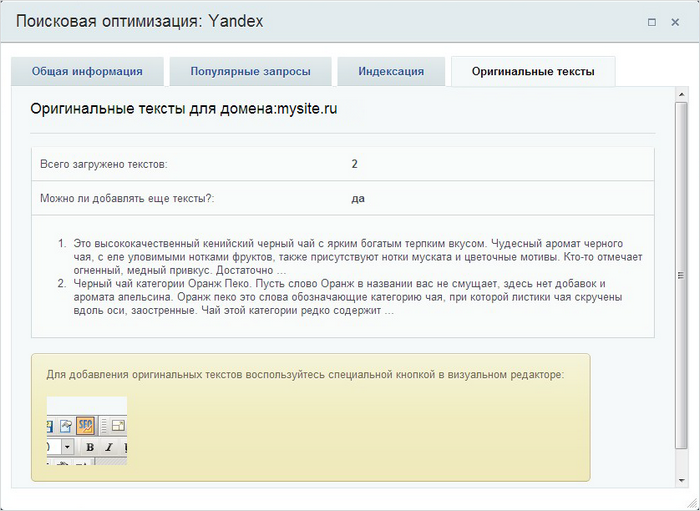 Поисковая оптимизация: Yandex
Общая информация Популярные запросы Индексация Оригинальные тексты
Оригинальные тексты для домена:mysite.ru
Всего загружено текстов: 2
Можно ли добавлять еще тексты?: да
1. Это высококачественный кенийский черный чай с ярким богатым терпким вкусом. Чудесный аромат черного
чая, с еле уловимыми нотками фруктов, также присутствуют нотки муската и цветочные мотивы. Кто-то отмечает
огненный, медный привкус. Достаточно ...
2. Черный чай категории Оранж Пеко. Пусть слово Оранж в названии вас не смущает, здесь нет добавок и
аромата апельсина. Оранж пеко это слова обозначающие категорию чая, при которой листики чая скручены
вдоль оси, заостренные. Чай этой категории редко содержит ...
Для добавления оригинальных текстов воспользуйтесь специальной кнопкой в визуальном редакторе:
SEO
B I